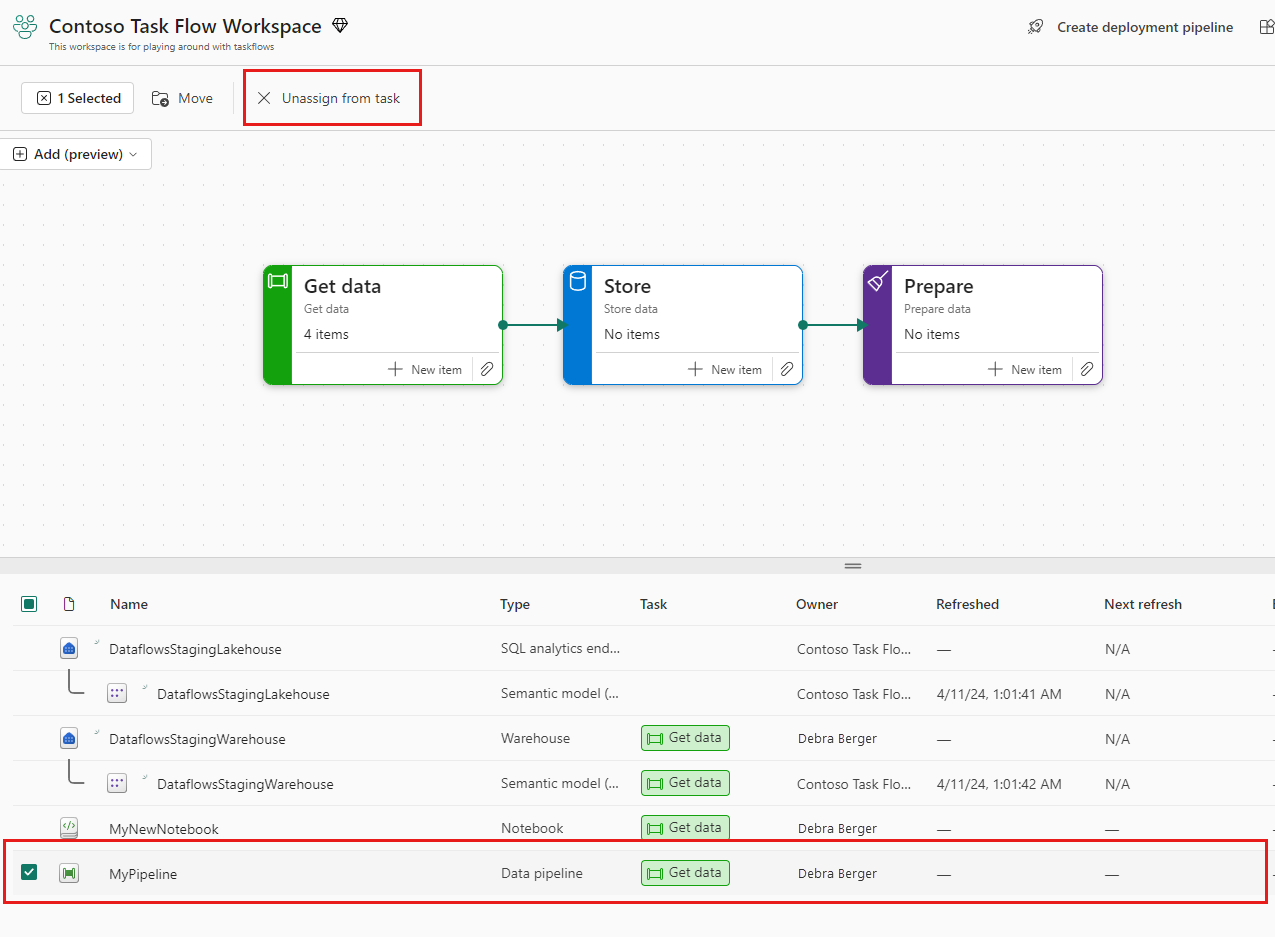 Contoso Task Flow Workspace
This workspace is for playing around with taskflows
Create deployment pipeline
1 Selected
Move
Unassign from task
Add (preview)
Get data
Get data
4 items
New item
Store
Store data
No items
New item
Prepare
Prepare data
No items
New item
Name Type Task Owner Refreshed Next refresh
DataflowsStagingLakehouse SQL analytics end... Contoso Task Flo... — N/A
DataflowsStagingLakehouse Semantic model (... Contoso Task Flo... 4/11/24, 1:01:41 AM N/A
DataflowsStagingWarehouse Warehouse Get data Debra Berger — N/A
DataflowsStagingWarehouse Semantic model (... Get data Contoso Task Flo... 4/11/24, 1:01:42 AM N/A
MyNewNotebook Notebook Get data Debra Berger — —
MyPipeline Data pipeline Get data Debra Berger — —